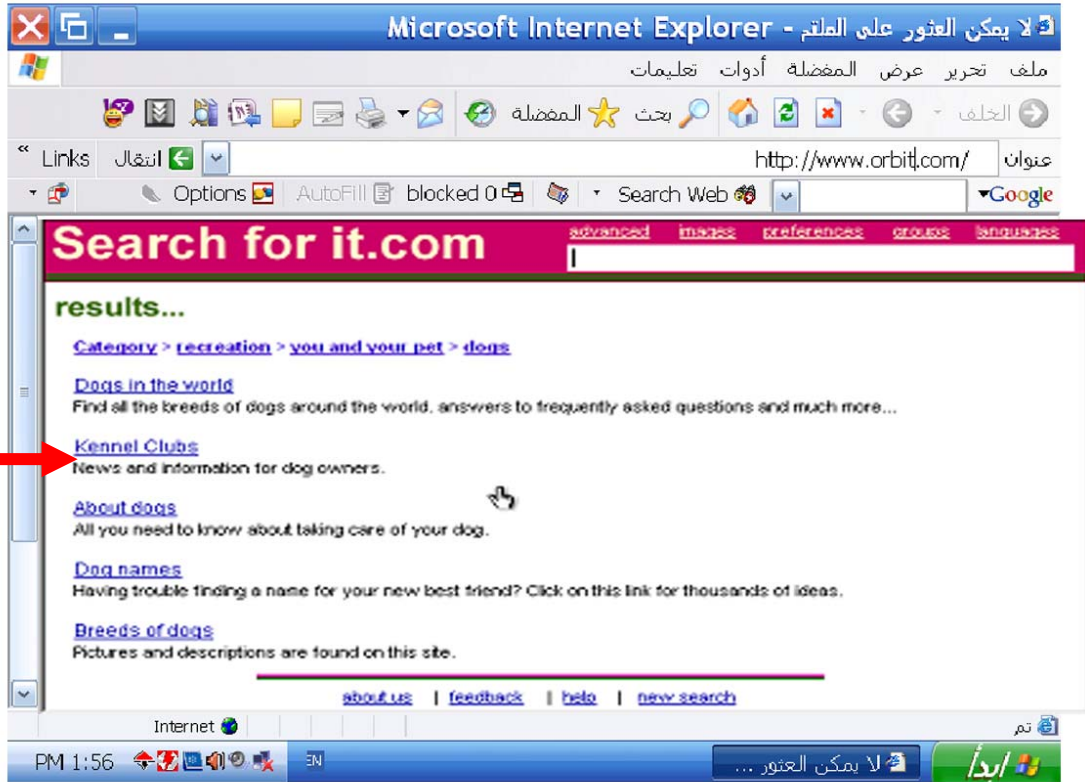 لا يمكن العثور على الملقم - Microsoft Internet Explorer
ملف تحرير عرض المفضلة أدوات تعليمات
الخلف بحث المفضلة
عنوان http://www.orbit.com/ انتقال Links
Google Search Web 0 blocked AutoFill Options
Search for it.com
advanced images preferences groups languages
results...
Category > recreation > you and your pet > dogs
Dogs in the world
Find all the breeds of dogs around the world, answers to frequently asked questions and much more...
Kennel Clubs
News and information for dog owners.
About dogs
All you need to know about taking care of your dog.
Dog names
Having trouble finding a name for your new best friend? Click on this link for thousands of ideas.
Breeds of dogs
Pictures and descriptions are found on this site.
about us | feedback | help | new search
تم Internet
ابدأ لا يمكن العثور ... EN 1:56 PM